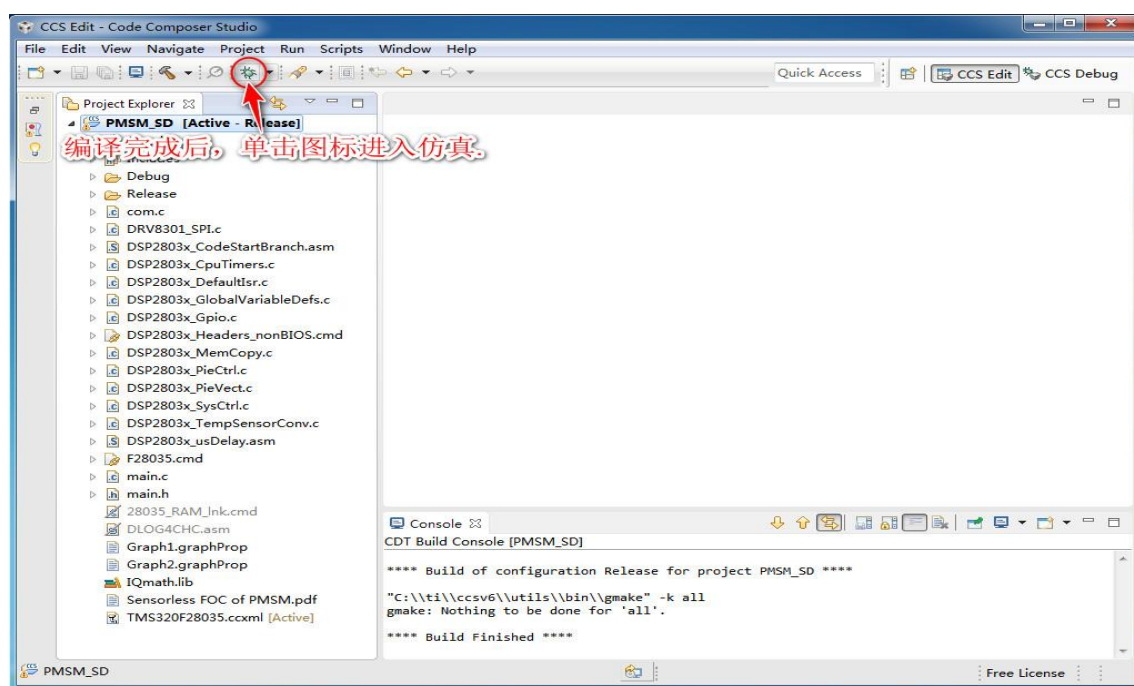 CCS Edit - Code Composer Studio
File Edit View Navigate Project Run Scripts Window Help
Quick Access
CCS Edit
CCS Debug
Project Explorer
PMSM_SD [Active - Release]
编译完成后，单击图标进入仿真。
Includes
Debug
Release
com.c
DRV8301_SPI.c
DSP2803x_CodeStartBranch.asm
DSP2803x_CpuTimers.c
DSP2803x_DefaultIsr.c
DSP2803x_GlobalVariableDefs.c
DSP2803x_Gpio.c
DSP2803x_Headers_nonBIOS.cmd
DSP2803x_MemCopy.c
DSP2803x_PieCtrl.c
DSP2803x_PieVect.c
DSP2803x_SysCtrl.c
DSP2803x_TempSensorConv.c
DSP2803x_usDelay.asm
F28035.cmd
main.c
main.h
28035_RAM_lnk.cmd
DLOG4CHC.asm
Graph1.graphProp
Graph2.graphProp
IQmath.lib
Sensorless FOC of PMSM.pdf
TMS320F28035.ccxml [Active]
Console
CDT Build Console [PMSM_SD]
**** Build of configuration Release for project PMSM_SD ****
"C:\\ti\\ccsv6\\utils\\bin\\gmake" -k all
gmake: Nothing to be done for 'all'.
**** Build Finished ****
PMSM_SD
Free License